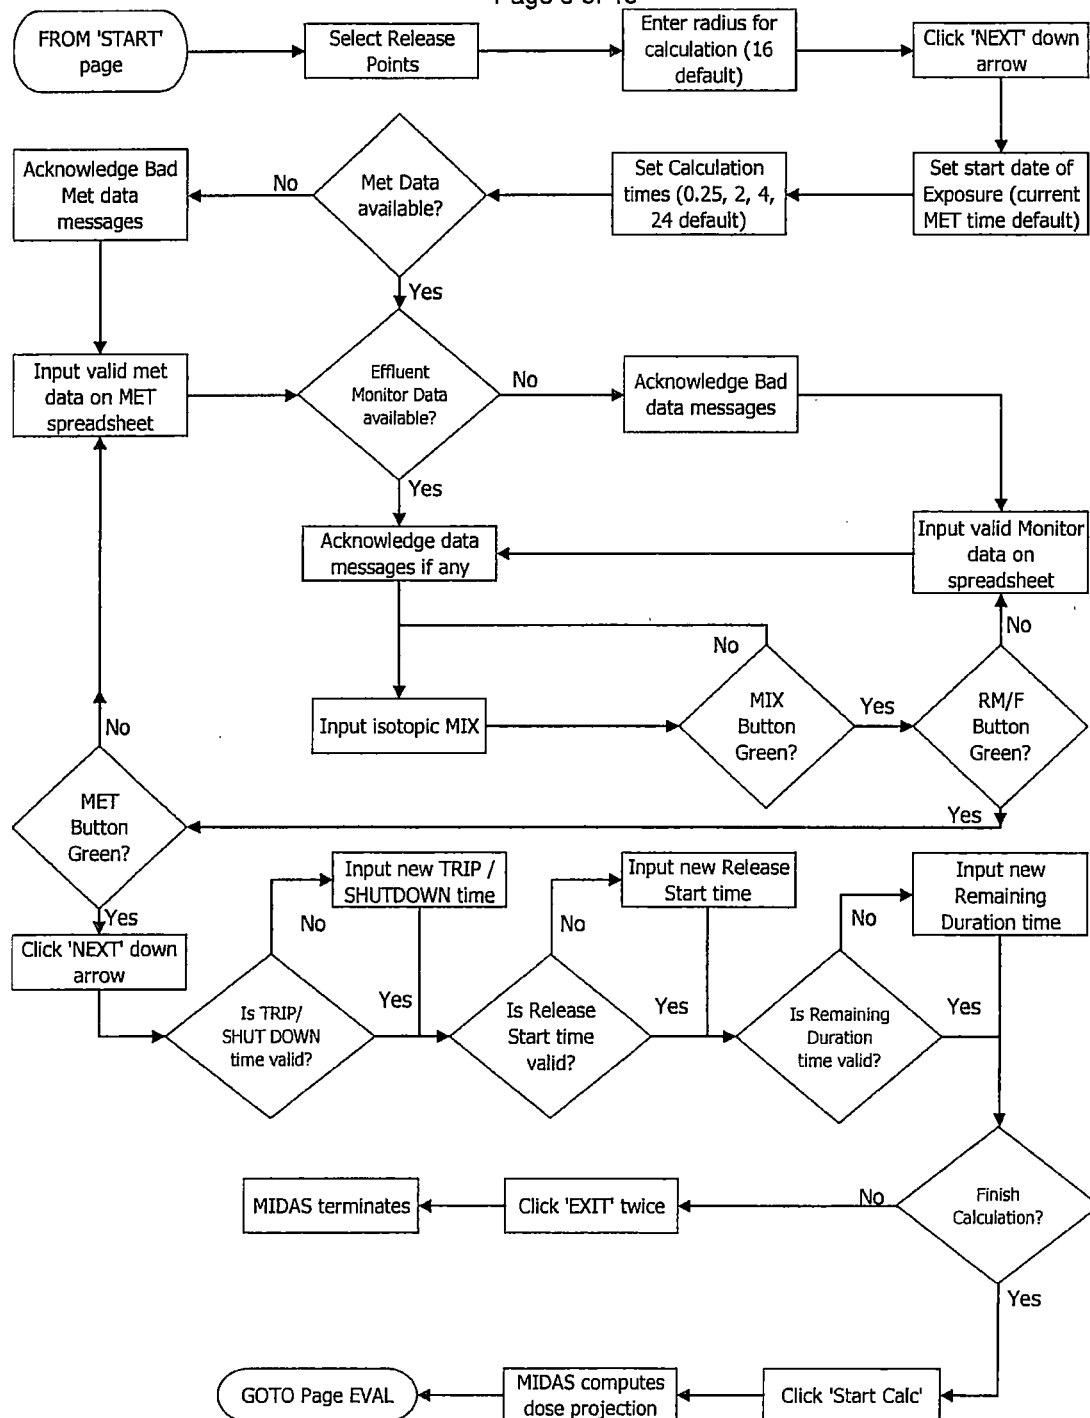 FROM 'START'
page
Select Release
Points
Enter radius for
calculation (16
default)
Click 'NEXT' down
arrow
Acknowledge Bad
Met data
messages
No
Met Data
available?
Set Calculation
times (0.25, 2, 4,
24 default)
Set start date of
Exposure (current
MET time default)
Yes
Input valid met
data on MET
spreadsheet
Effluent
Monitor Data
available?
No
Acknowledge Bad
data messages
Yes
Acknowledge data
messages if any
Input valid Monitor
data on
spreadsheet
No
No
Input isotopic MIX
MIX
Button
Green?
Yes
RM/F
Button
Green?
No
MET
Button
Green?
Yes
Yes
Click 'NEXT' down
arrow
Input new TRIP /
SHUTDOWN time
No
Is TRIP/
SHUT DOWN
time valid?
Yes
Input new Release
Start time
No
Is Release
Start time
valid?
Yes
Input new
Remaining
Duration time
No
Is Remaining
Duration
time valid?
Yes
MIDAS terminates
Click 'EXIT' twice
No
Finish
Calculation?
Yes
GOTO Page EVAL
MIDAS computes
dose projection
Click 'Start Calc'